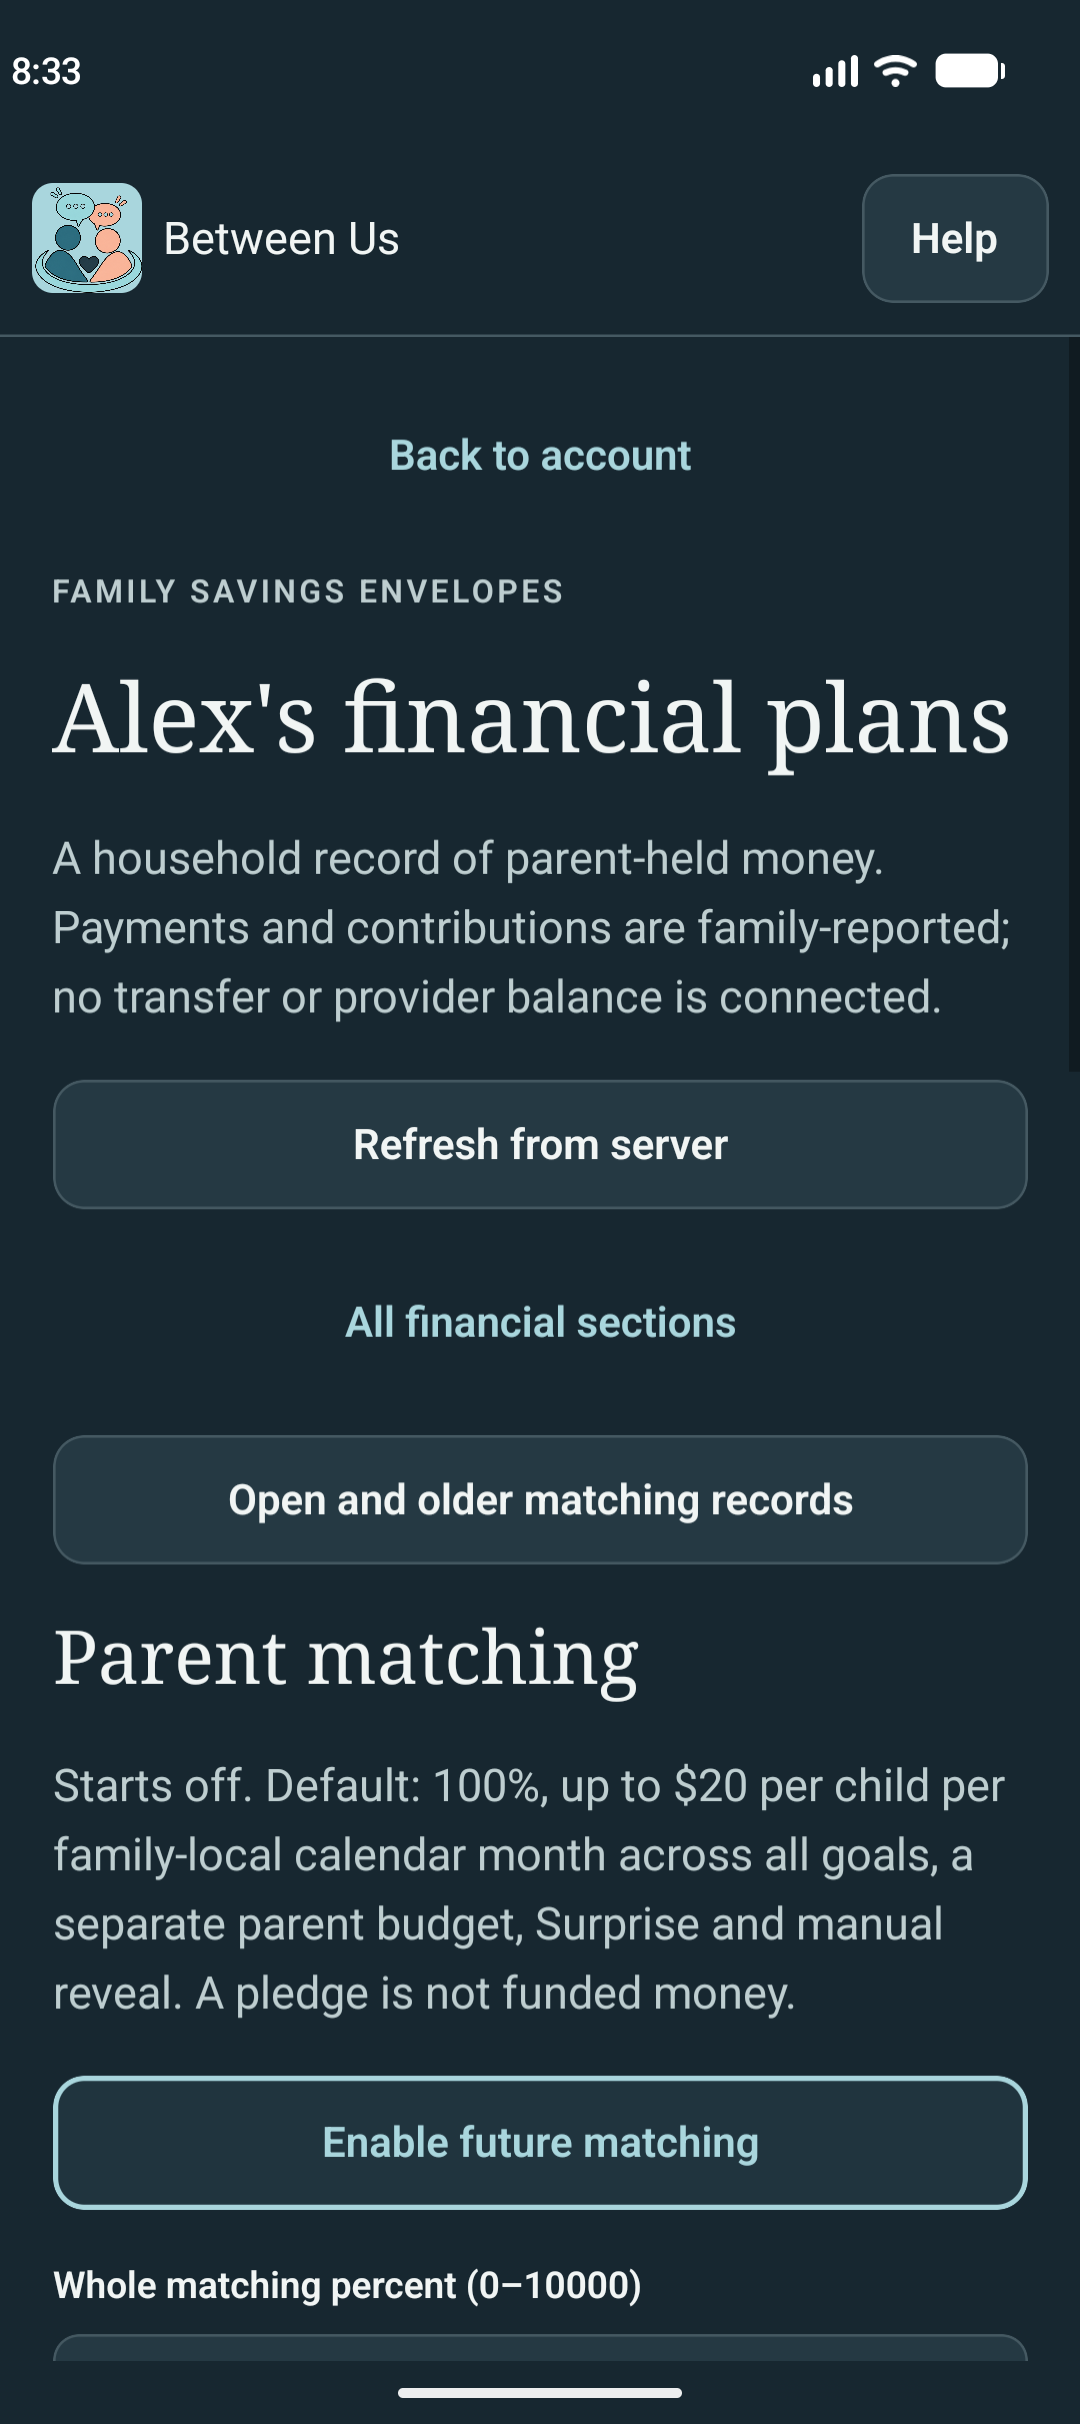 8:33
Between Us
Help
Back to account
FAMILY SAVINGS ENVELOPES
Alex's financial plans
A household record of parent-held money.
Payments and contributions are family-reported;
no transfer or provider balance is connected.
Refresh from server
All financial sections
Open and older matching records
Parent matching
Starts off. Default: 100%, up to $20 per child per
family-local calendar month across all goals, a
separate parent budget, Surprise and manual
reveal. A pledge is not funded money.
Enable future matching
Whole matching percent (0–10000)